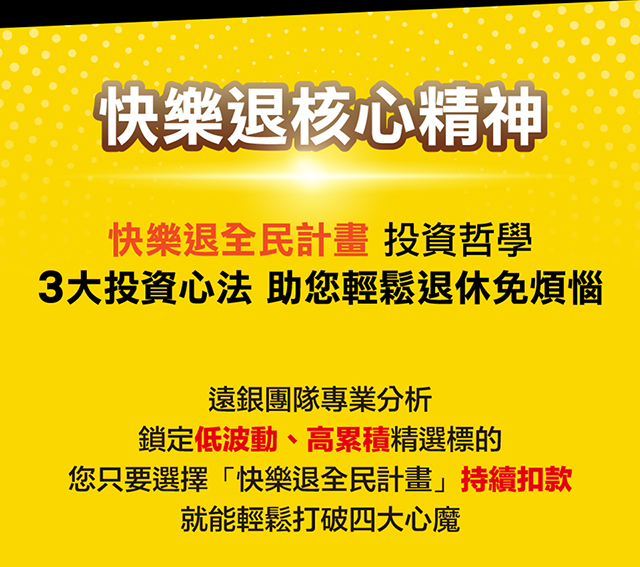 快樂退核心精神
快樂退全民計畫 投資哲學
3大投資心法 助您輕鬆退休免煩惱
遠銀團隊專業分析
鎖定低波動、高累積精選標的
您只要選擇「快樂退全民計畫」持續扣款
就能輕鬆打破四大心魔